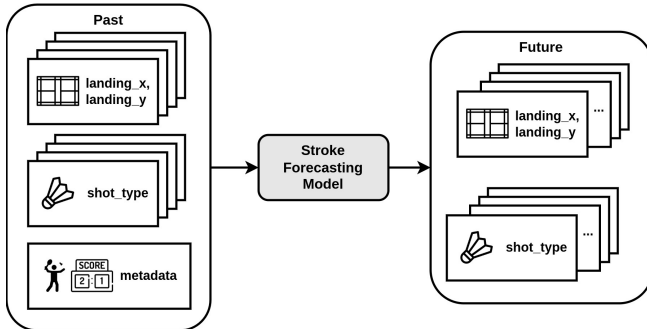 Past
landing_x,
landing_y
shot_type
SCORE
2:1
metadata
Stroke
Forecasting
Model
Future
landing_x,
landing_y
...
shot_type
...